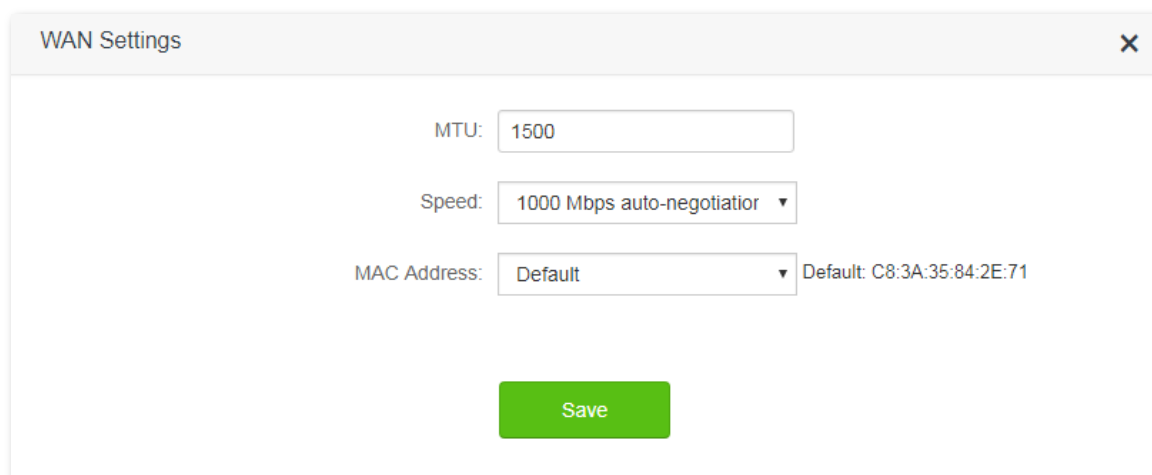 WAN Settings
MTU: 1500
Speed: 1000 Mbps auto-negotiation
MAC Address: Default Default: C8:3A:35:84:2E:71
Save